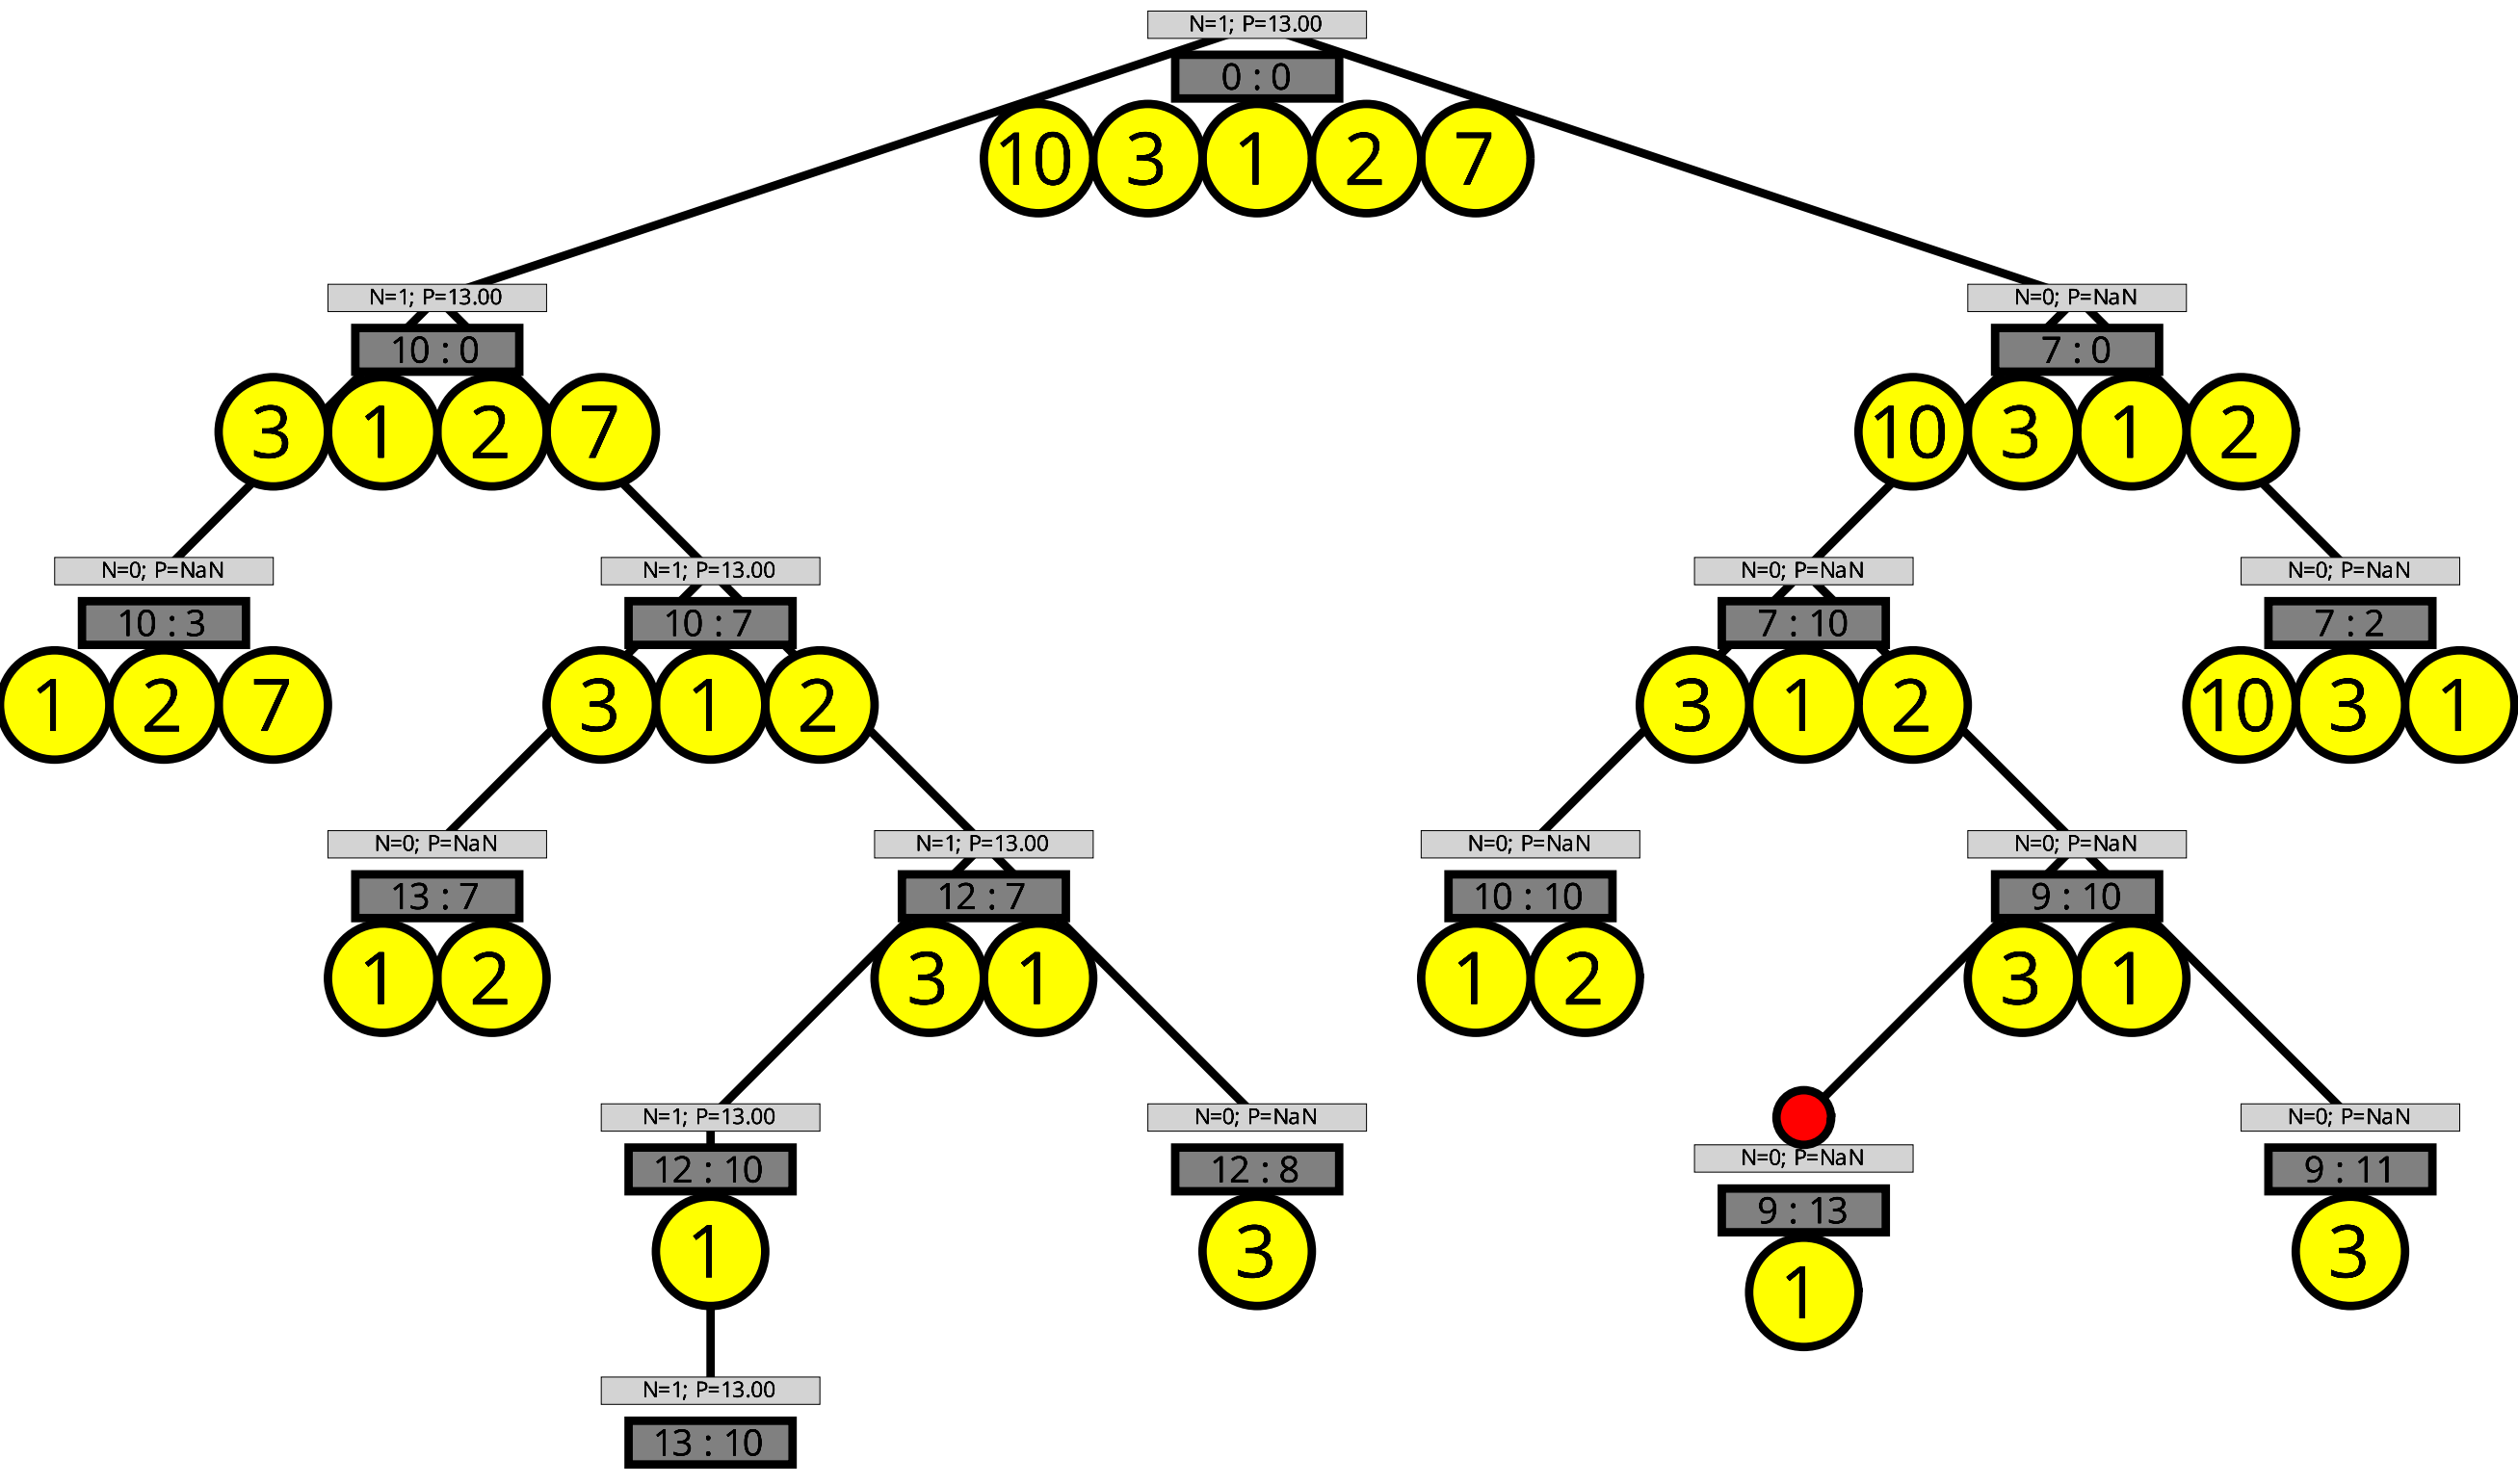 N=1; P=13.00
0 : 0
10 3 1 2 7
N=1; P=13.00
10 : 0
3 1 2 7
N=0; P=NaN
7 : 0
10 3 1 2
N=0; P=NaN
10 : 3
1 2 7
N=1; P=13.00
10 : 7
3 1 2
N=0; P=NaN
7 : 10
3 1 2
N=0; P=NaN
7 : 2
10 3 1
N=0; P=NaN
13 : 7
1 2
N=1; P=13.00
12 : 7
3 1
N=0; P=NaN
10 : 10
1 2
N=0; P=NaN
9 : 10
3 1
N=1; P=13.00
12 : 10
1
N=0; P=NaN
12 : 8
3
N=0; P=NaN
9 : 13
1
N=0; P=NaN
9 : 11
3
N=1; P=13.00
13 : 10